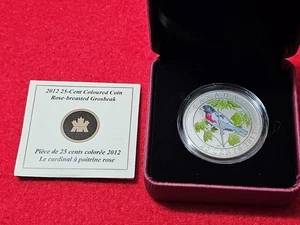 2012 25-Cent Coloured Coin
Rose-breasted Grosbeak
Pièce de 25 cents colorée 2012
Le cardinal à poitrine rose